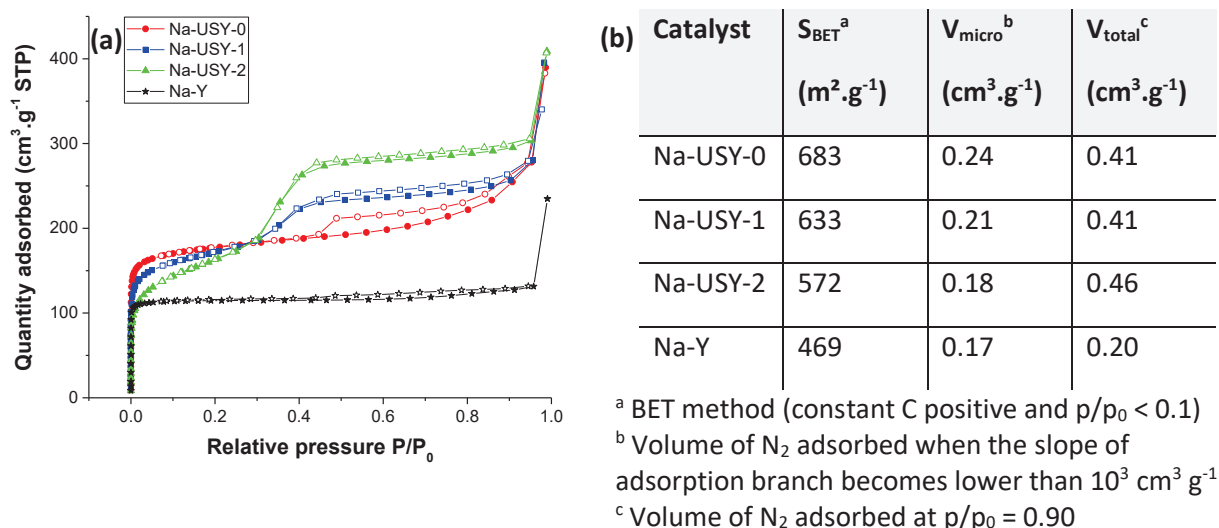 (a)
Na-USY-0
Na-USY-1
Na-USY-2
Na-Y
Quantity adsorbed (cm³.g⁻¹ STP)
400
300
200
100
0
0.0 0.2 0.4 0.6 0.8 1.0
Relative pressure P/P₀
(b)
Catalyst S_BETᵃ V_microᵇ V_totalᶜ
(m².g⁻¹) (cm³.g⁻¹) (cm³.g⁻¹)
Na-USY-0 683 0.24 0.41
Na-USY-1 633 0.21 0.41
Na-USY-2 572 0.18 0.46
Na-Y 469 0.17 0.20
ᵃ BET method (constant C positive and p/p₀ < 0.1)
ᵇ Volume of N₂ adsorbed when the slope of
adsorption branch becomes lower than 10³ cm³ g⁻¹
ᶜ Volume of N₂ adsorbed at p/p₀ = 0.90